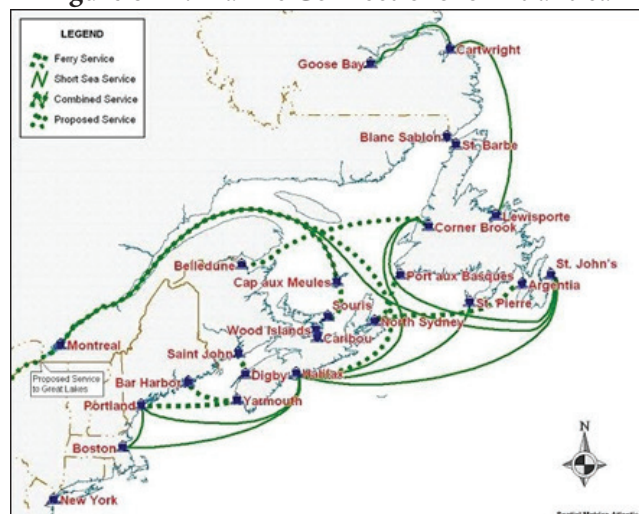 LEGEND
Ferry Service
Short Sea Service
Combined Service
Proposed Service
Goose Bay
Cartwright
Blanc Sablon
St. Barbe
Lewisporte
Corner Brook
St. John's
Belledune
Port aux Basques
Argentia
Cap aux Meules
St. Pierre
Souris
North Sydney
Wood Islands
Caribou
Montreal
Saint John
Proposed Service
to Great Lakes
Bar Harbor
Digby
Halifax
Portland
Yarmouth
Boston
N
New York